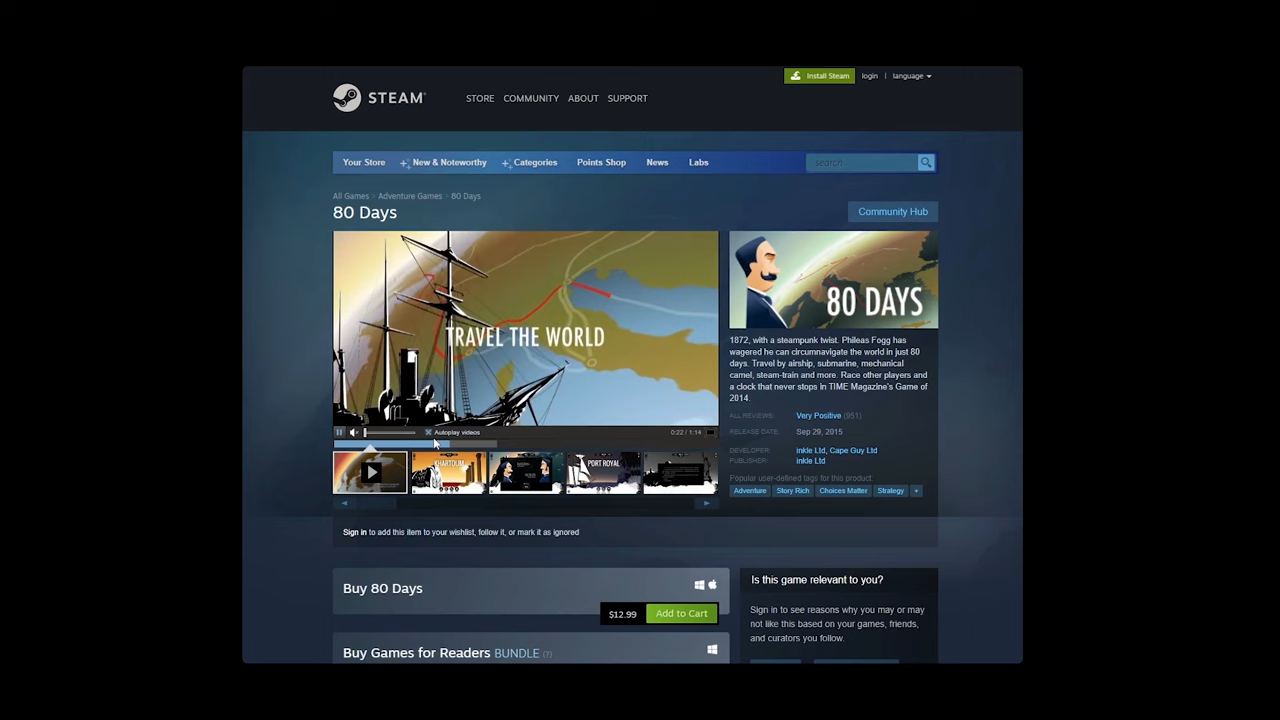 Install Steam
login | language
STEAM®
STORE COMMUNITY ABOUT SUPPORT
Your Store New & Noteworthy Categories Points Shop News Labs
search
All Games > Adventure Games > 80 Days
80 Days
Community Hub
TRAVEL THE WORLD
80 DAYS
1872, with a steampunk twist. Phileas Fogg has
wagered he can circumnavigate the world in just 80
days. Travel by airship, submarine, mechanical
camel, steam-train and more. Race other players and
a clock that never stops in TIME Magazine's Game of
2014.
ALL REVIEWS: Very Positive (951)
RELEASE DATE: Sep 29, 2015
DEVELOPER: inkle Ltd, Cape Guy Ltd
PUBLISHER: inkle Ltd
Popular user-defined tags for this product:
Adventure Story Rich Choices Matter Strategy +
Autoplay videos 0:22 / 1:14
KHARTOUM
PORT ROYAL
Sign in to add this item to your wishlist, follow it, or mark it as ignored
Buy 80 Days
$12.99 Add to Cart
Buy Games for Readers BUNDLE (?)
Is this game relevant to you?
Sign in to see reasons why you may or may
not like this based on your games, friends,
and curators you follow.